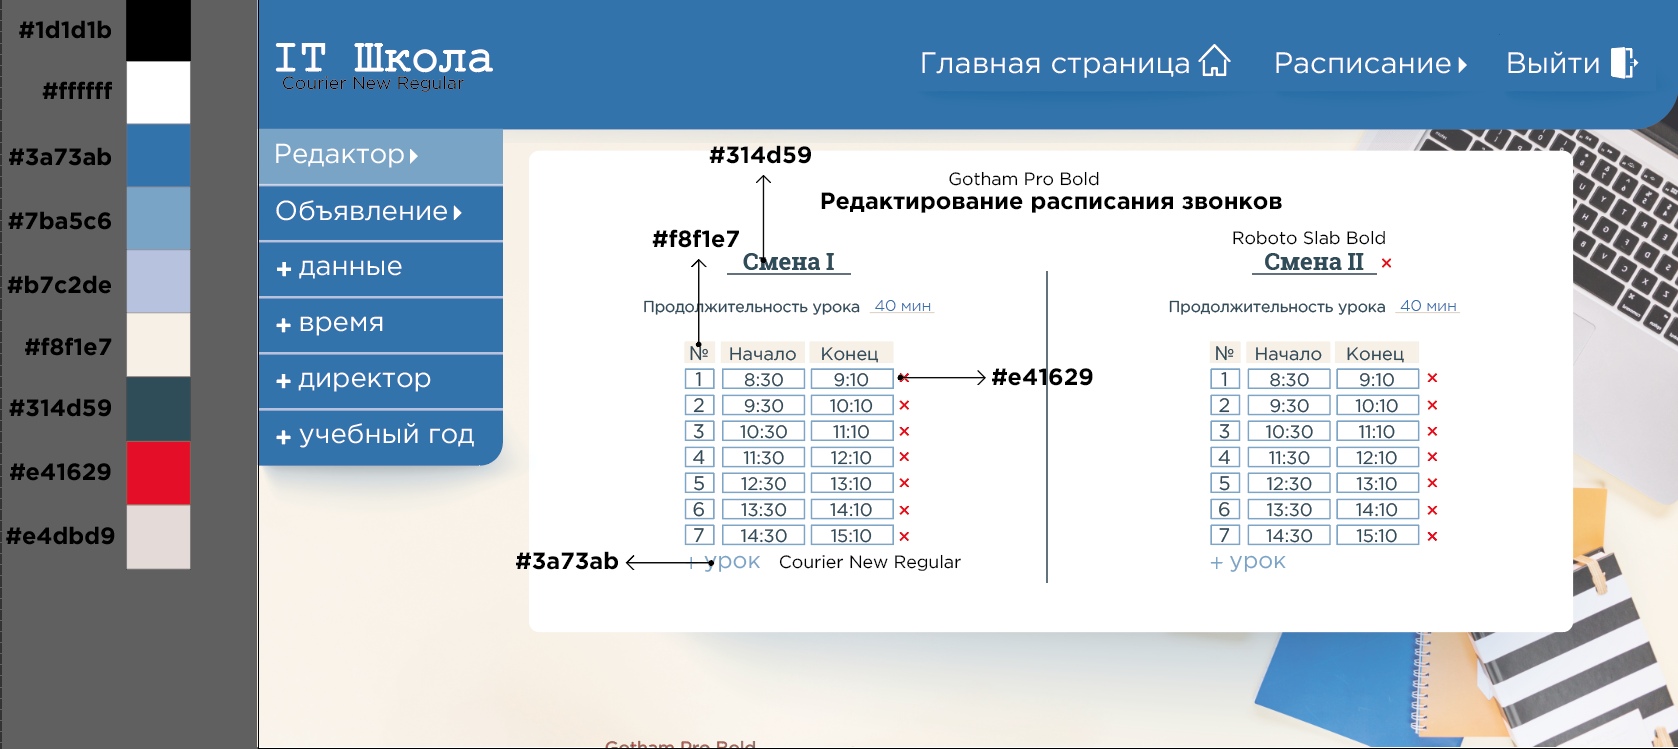 #1d1d1b
#ffffff
#3a73ab
#7ba5c6
#b7c2de
#f8f1e7
#314d59
#e41629
#e4dbd9
IT Школа
Courier New Regular
Главная страница
Расписание
Выйти
Редактор
Объявление
+ данные
+ время
+ директор
+ учебный год
#314d59
Gotham Pro Bold
Редактирование расписания звонков
#f8f1e7
Roboto Slab Bold
Смена I
Смена II ×
Продолжительность урока 40 мин
Продолжительность урока 40 мин
№ Начало Конец
1 8:30 9:10 × #e41629
2 9:30 10:10 ×
3 10:30 11:10 ×
4 11:30 12:10 ×
5 12:30 13:10 ×
6 13:30 14:10 ×
7 14:30 15:10 ×
#3a73ab
+ урок Courier New Regular
№ Начало Конец
1 8:30 9:10 ×
2 9:30 10:10 ×
3 10:30 11:10 ×
4 11:30 12:10 ×
5 12:30 13:10 ×
6 13:30 14:10 ×
7 14:30 15:10 ×
+ урок
Gotham Pro Bold